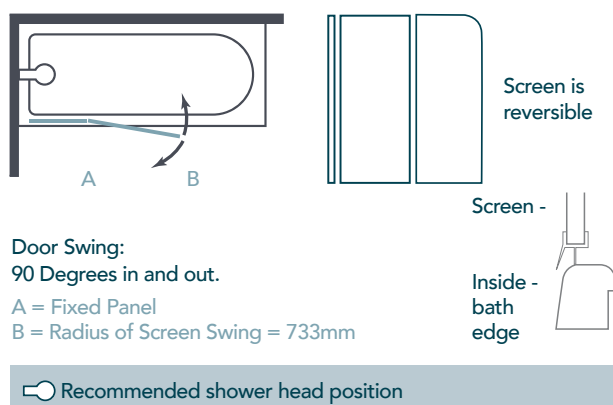 A
B
Screen is
reversible
Screen -
Inside -
bath
edge
Door Swing:
90 Degrees in and out.
A = Fixed Panel
B = Radius of Screen Swing = 733mm
Recommended shower head position